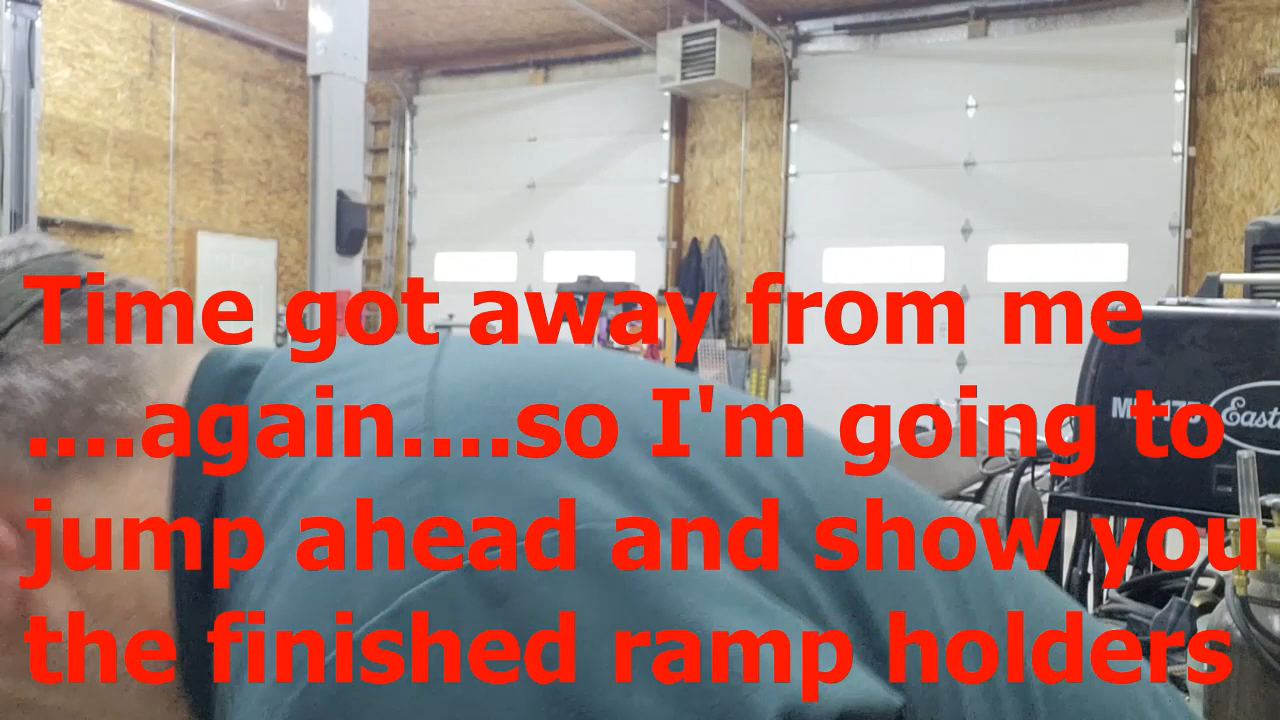 Time got away from me
....again....so I'm going to
jump ahead and show you
the finished ramp holders